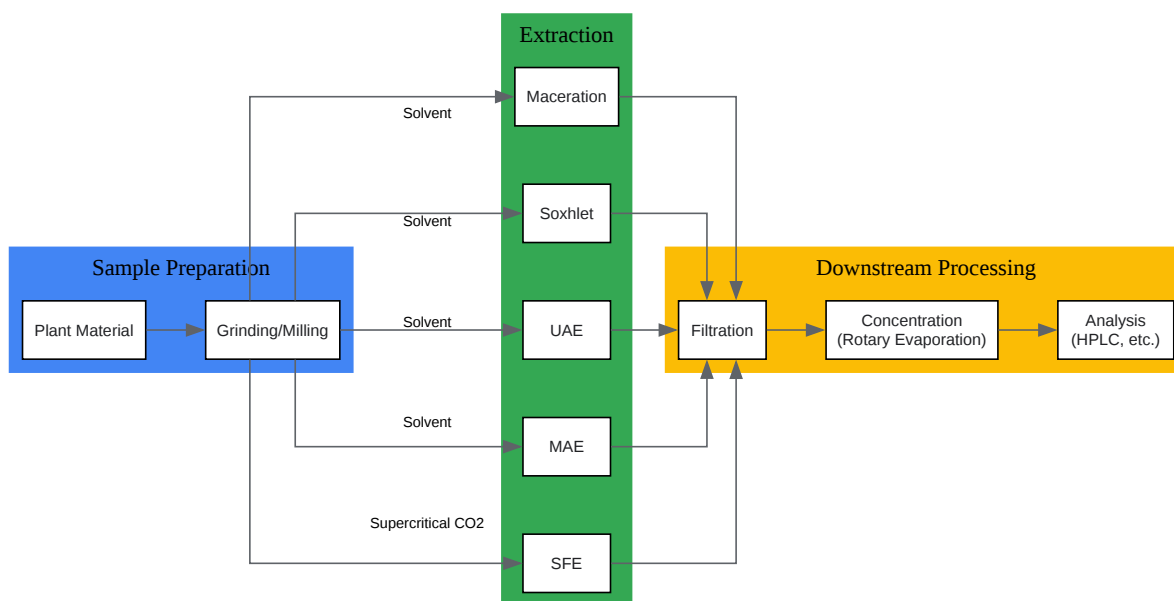 Extraction
Maceration
Solvent
Soxhlet
Solvent
Sample Preparation
Plant Material
Grinding/Milling
Solvent
UAE
Downstream Processing
Filtration
Concentration
(Rotary Evaporation)
Analysis
(HPLC, etc.)
Solvent
MAE
Supercritical CO2
SFE